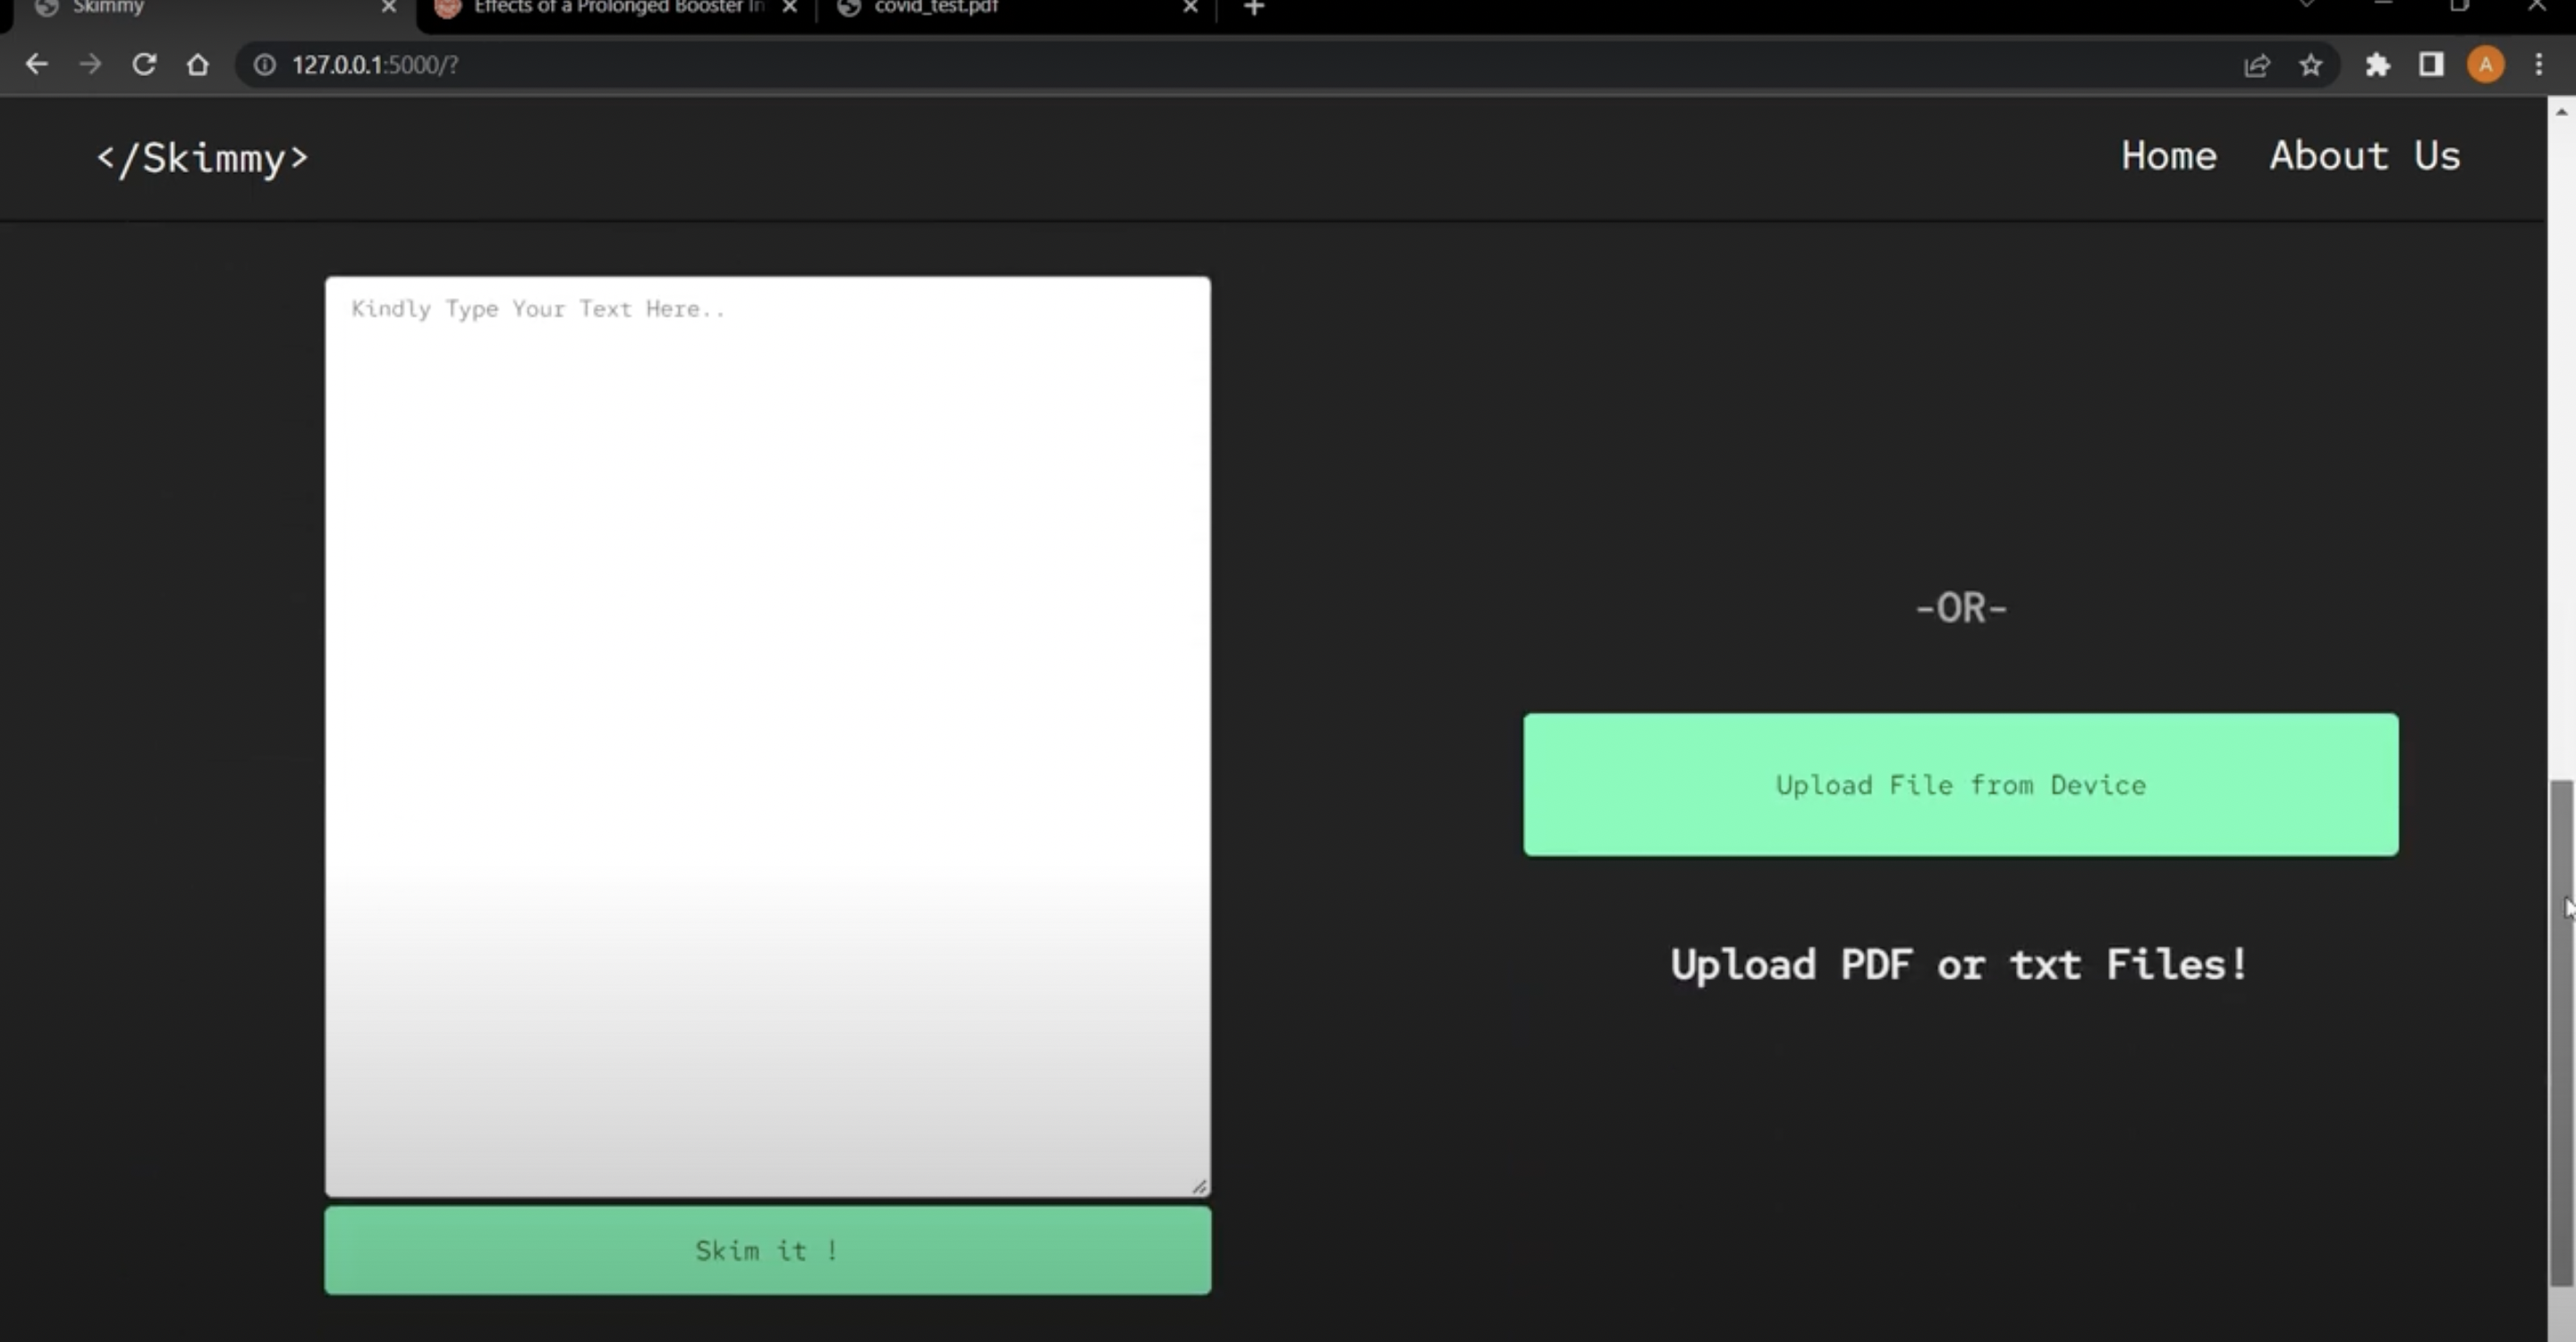 Skimmy
Effects of a Prolonged Booster In
covid_test.pdf
127.0.0.1:5000/?
A
</Skimmy>
Home
About Us
Kindly Type Your Text Here..
-OR-
Upload File from Device
Upload PDF or txt Files!
Skim it !